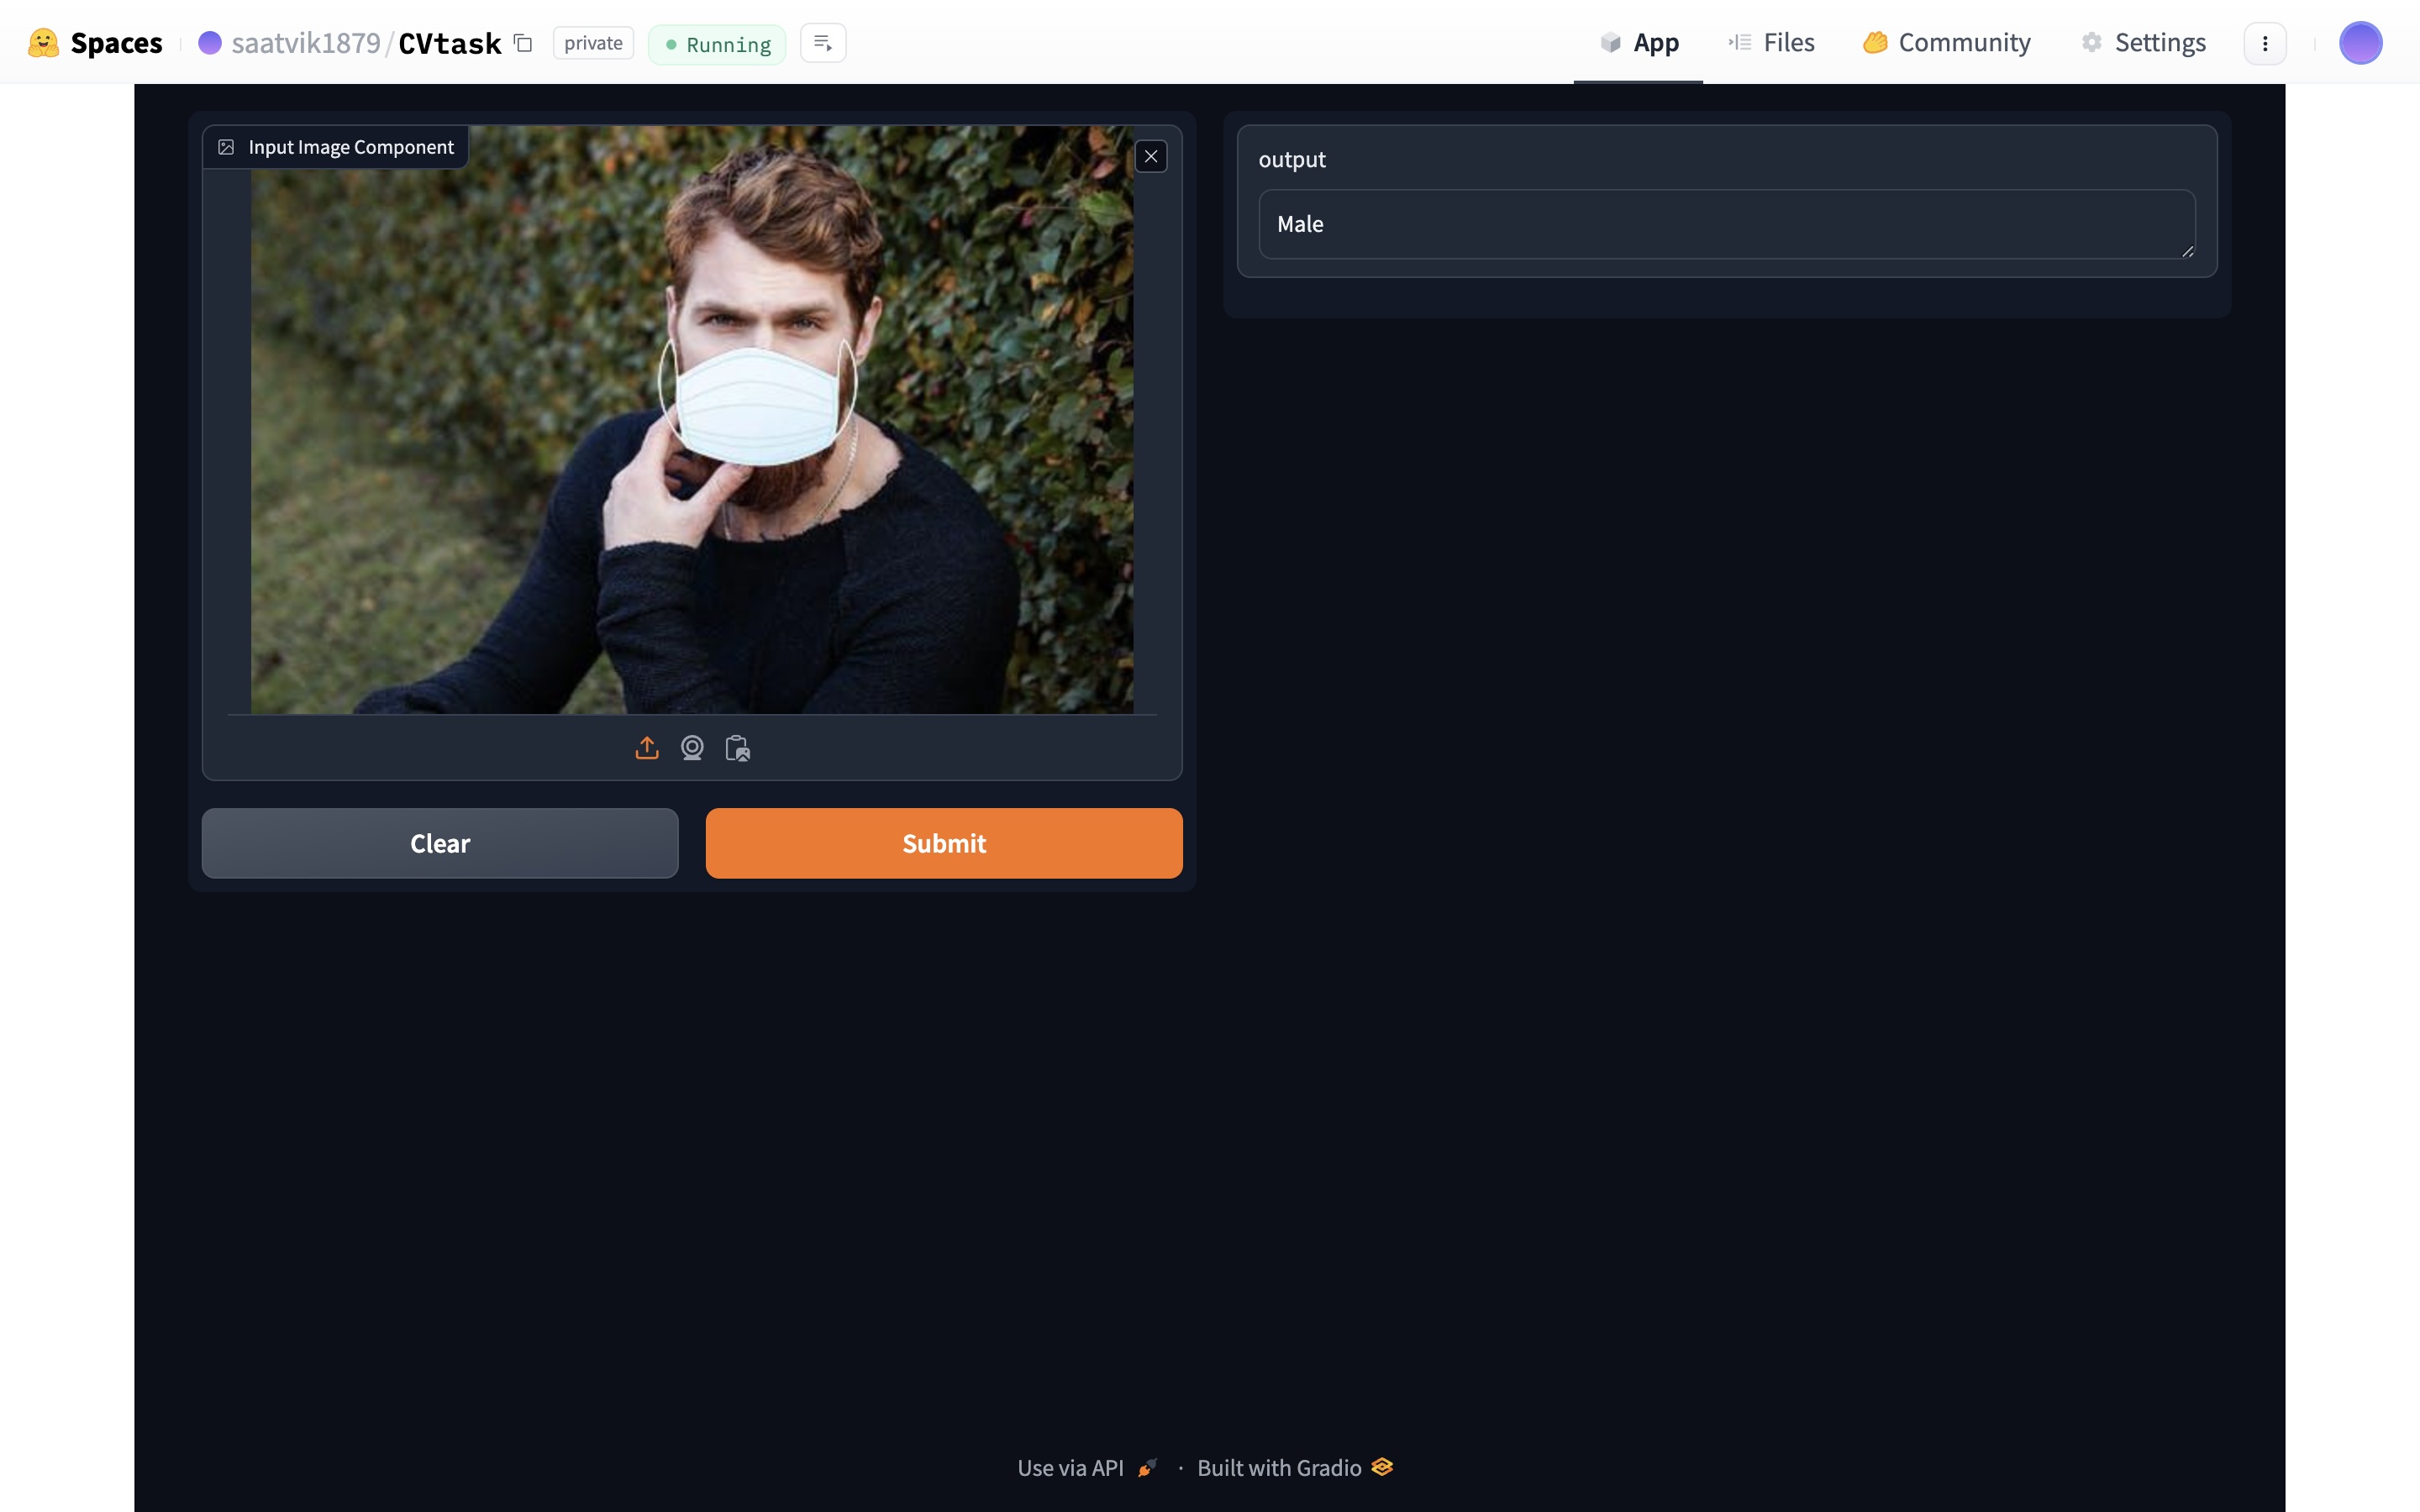 Spaces
saatvik1879/CVtask
private
Running
App
Files
Community
Settings
Input Image Component
output
Male
Clear
Submit
Use via API
·
Built with Gradio